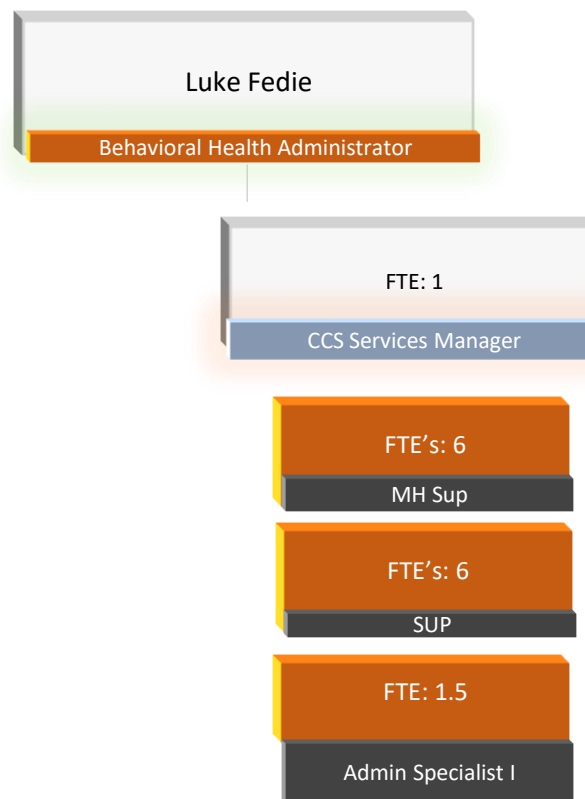 Luke Fedie
Behavioral Health Administrator
FTE: 1
CCS Services Manager
FTE’s: 6
MH Sup
FTE’s: 6
SUP
FTE: 1.5
Admin Specialist I